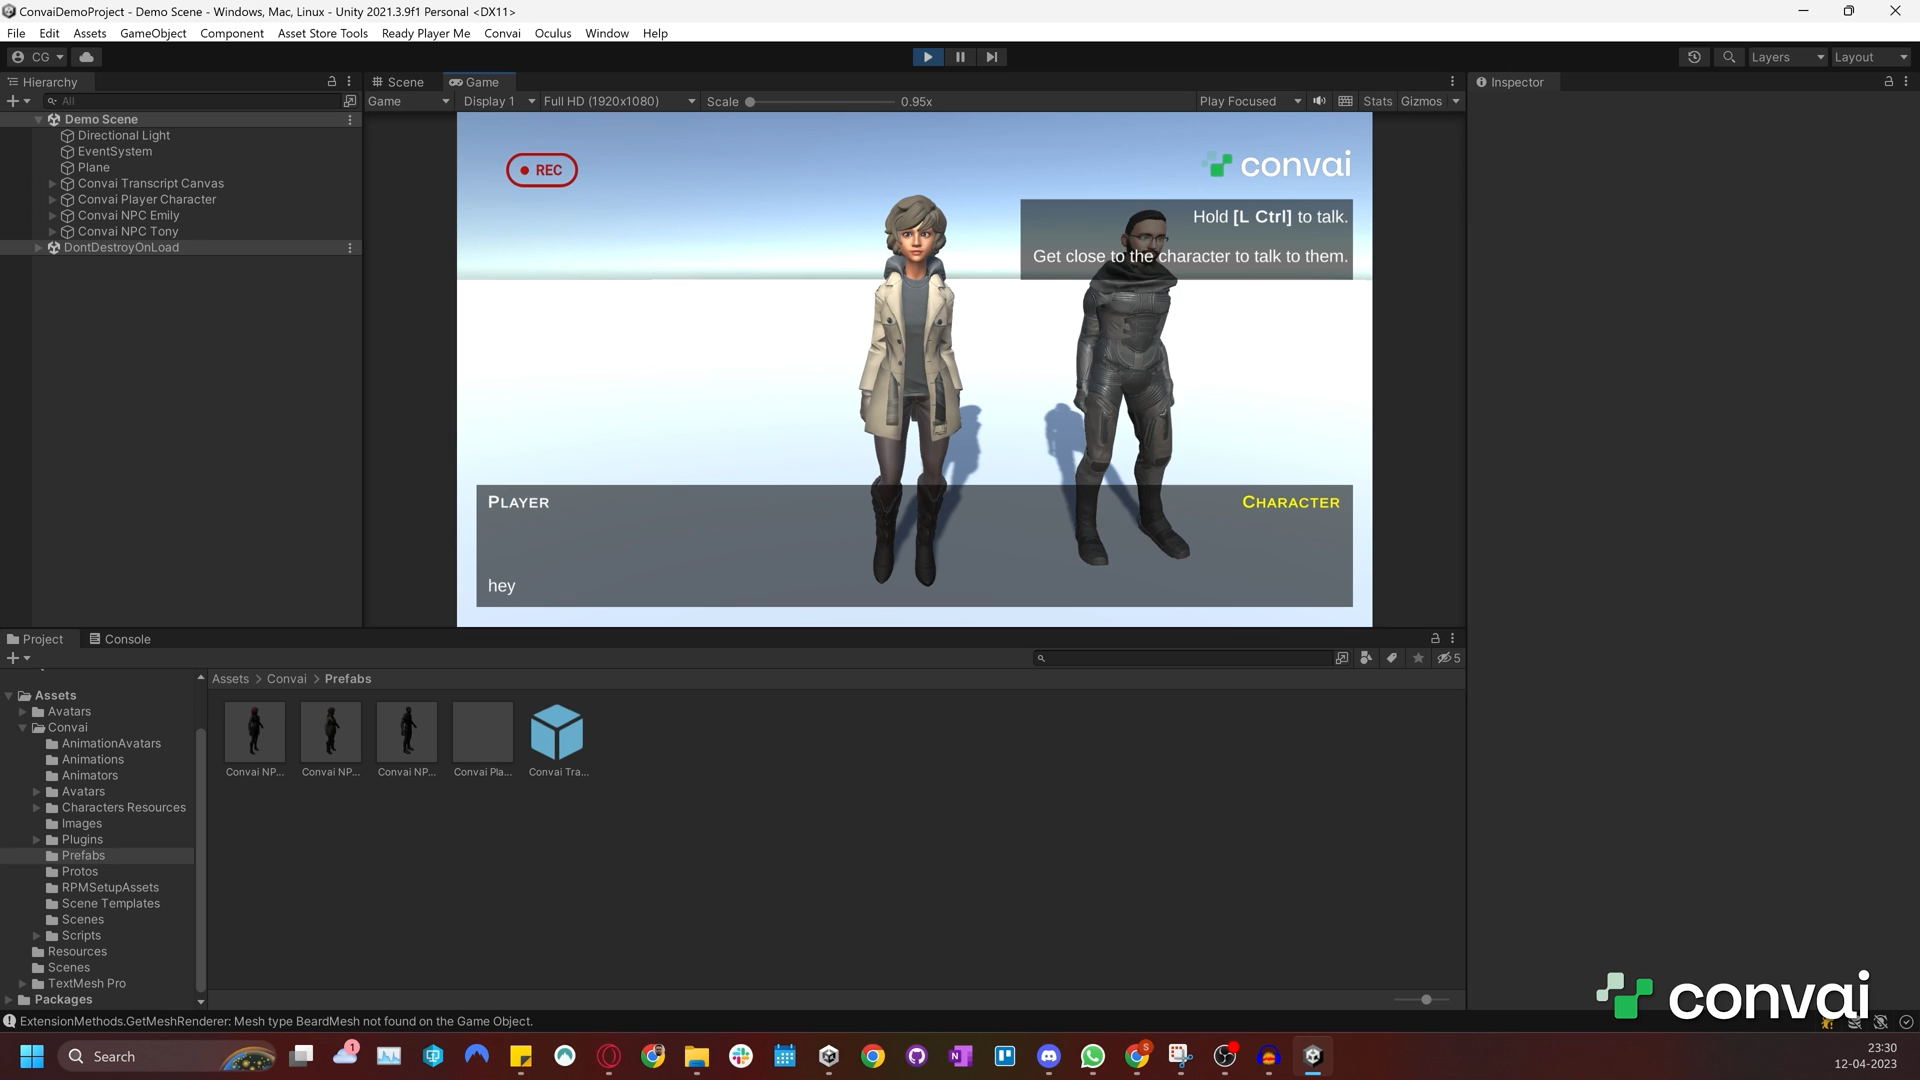 ConvaiDemoProject - Demo Scene - Windows, Mac, Linux - Unity 2021.3.9f1 Personal <DX11>
File Edit Assets GameObject Component Asset Store Tools Ready Player Me Convai Oculus Window Help
CG
Layers
Layout
Hierarchy
Scene
Game
Inspector
All
Game
Display 1
Full HD (1920x1080)
Scale
0.95x
Play Focused
Stats
Gizmos
Demo Scene
Directional Light
EventSystem
Plane
Convai Transcript Canvas
Convai Player Character
Convai NPC Emily
Convai NPC Tony
DontDestroyOnLoad
REC
convai
Hold [L Ctrl] to talk.
Get close to the character to talk to them.
PLAYER
CHARACTER
hey
Project
Console
5
Assets
Avatars
Convai
AnimationAvatars
Animations
Animators
Avatars
Characters Resources
Images
Plugins
Prefabs
Protos
RPMSetupAssets
Scene Templates
Scenes
Scripts
Resources
Scenes
TextMesh Pro
Packages
Assets > Convai > Prefabs
Convai NP...
Convai NP...
Convai NP...
Convai Pla...
Convai Tra...
convai
ExtensionMethods.GetMeshRenderer: Mesh type BeardMesh not found on the Game Object.
Search
1
S
23:30
12-04-2023